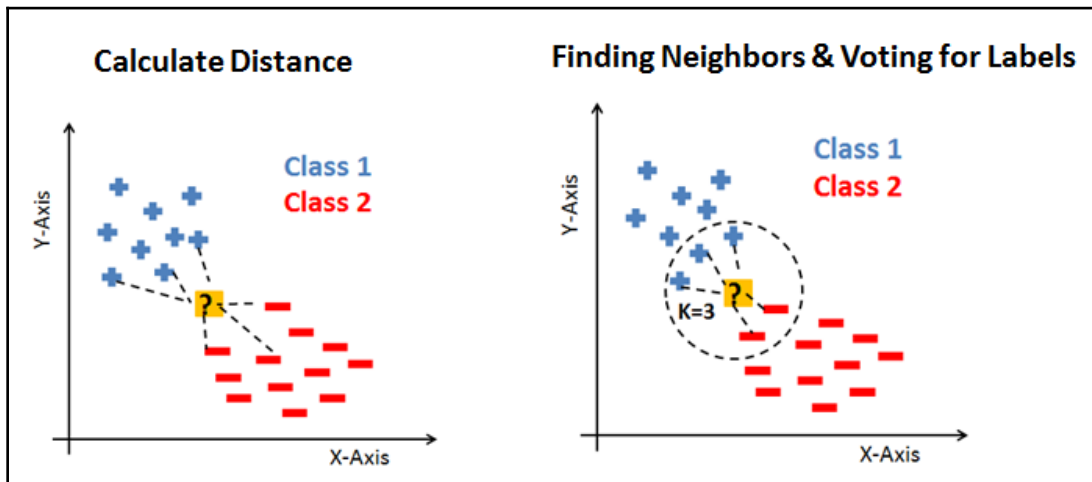 Calculate Distance
Class 1
Class 2
Y-Axis
?
X-Axis
Finding Neighbors & Voting for Labels
Class 1
Class 2
Y-Axis
?
K=3
X-Axis